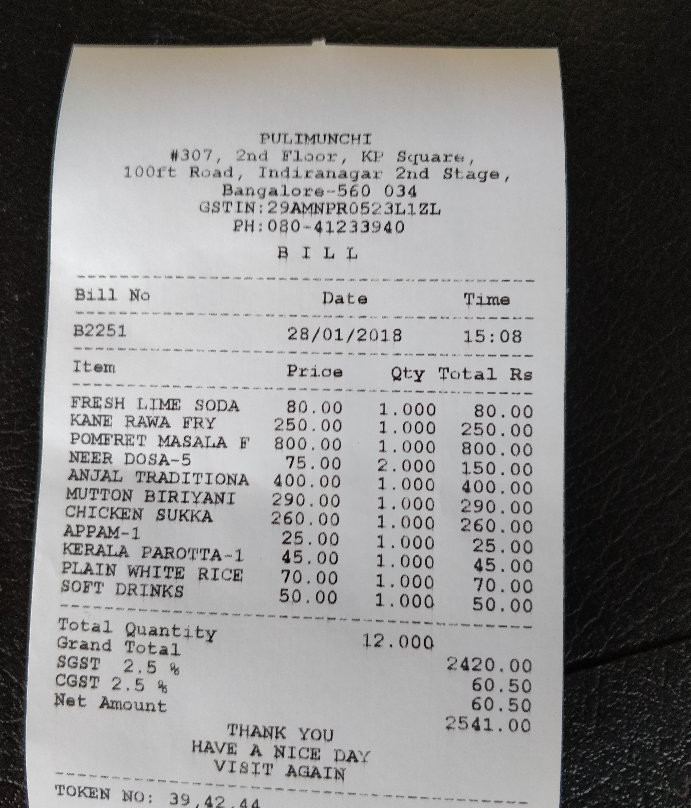 PULIMUNCHI
#307, 2nd Floor, KP Square,
100ft Road, Indiranagar 2nd Stage,
Bangalore-560 034
GSTIN:29AMNPR0523L1ZL
PH:080-41233940
B I L L
Bill No Date Time
B2251 28/01/2018 15:08
Item Price Qty Total Rs
FRESH LIME SODA 80.00 1.000 80.00
KANE RAWA FRY 250.00 1.000 250.00
POMFRET MASALA F 800.00 1.000 800.00
NEER DOSA-5 75.00 2.000 150.00
ANJAL TRADITIONA 400.00 1.000 400.00
MUTTON BIRIYANI 290.00 1.000 290.00
CHICKEN SUKKA 260.00 1.000 260.00
APPAM-1 25.00 1.000 25.00
KERALA PAROTTA-1 45.00 1.000 45.00
PLAIN WHITE RICE 70.00 1.000 70.00
SOFT DRINKS 50.00 1.000 50.00
Total Quantity 12.000
Grand Total 2420.00
SGST 2.5 % 60.50
CGST 2.5 % 60.50
Net Amount 2541.00
THANK YOU
HAVE A NICE DAY
VISIT AGAIN
TOKEN NO: 39,42,44